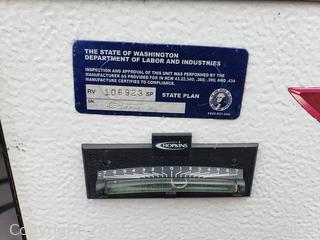 THE STATE OF WASHINGTON
DEPARTMENT OF LABOR AND INDUSTRIES
INSPECTION AND APPROVAL OF THIS UNIT WAS PERFORMED BY THE
MANUFACTURER AS PROVIDED FOR IN RCW 43.22.340, .360, .390, AND .434
MANUFACTURER CERTIFIES TO COMPLIANCE.
RV 106923 SP STATE PLAN
SN
HOPKINS